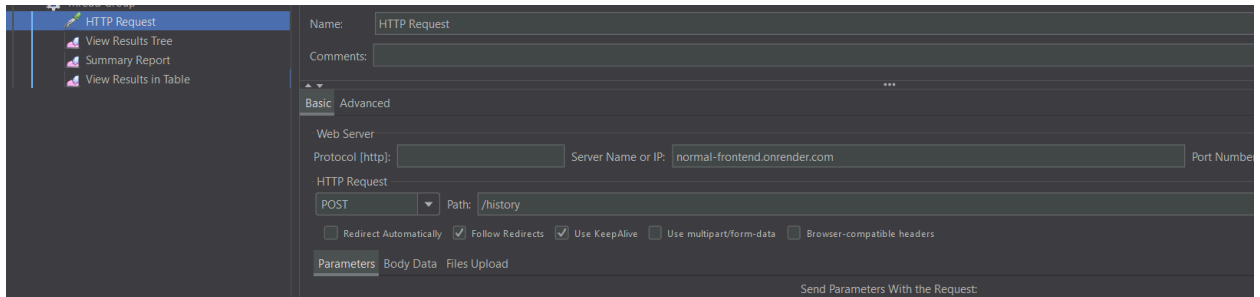 Thread Group
HTTP Request
View Results Tree
Summary Report
View Results in Table
Name: HTTP Request
Comments:
Basic Advanced
Web Server
Protocol [http]: Server Name or IP: normal-frontend.onrender.com Port Number
HTTP Request
POST Path: /history
Redirect Automatically Follow Redirects Use KeepAlive Use multipart/form-data Browser-compatible headers
Parameters Body Data Files Upload
Send Parameters With the Request: